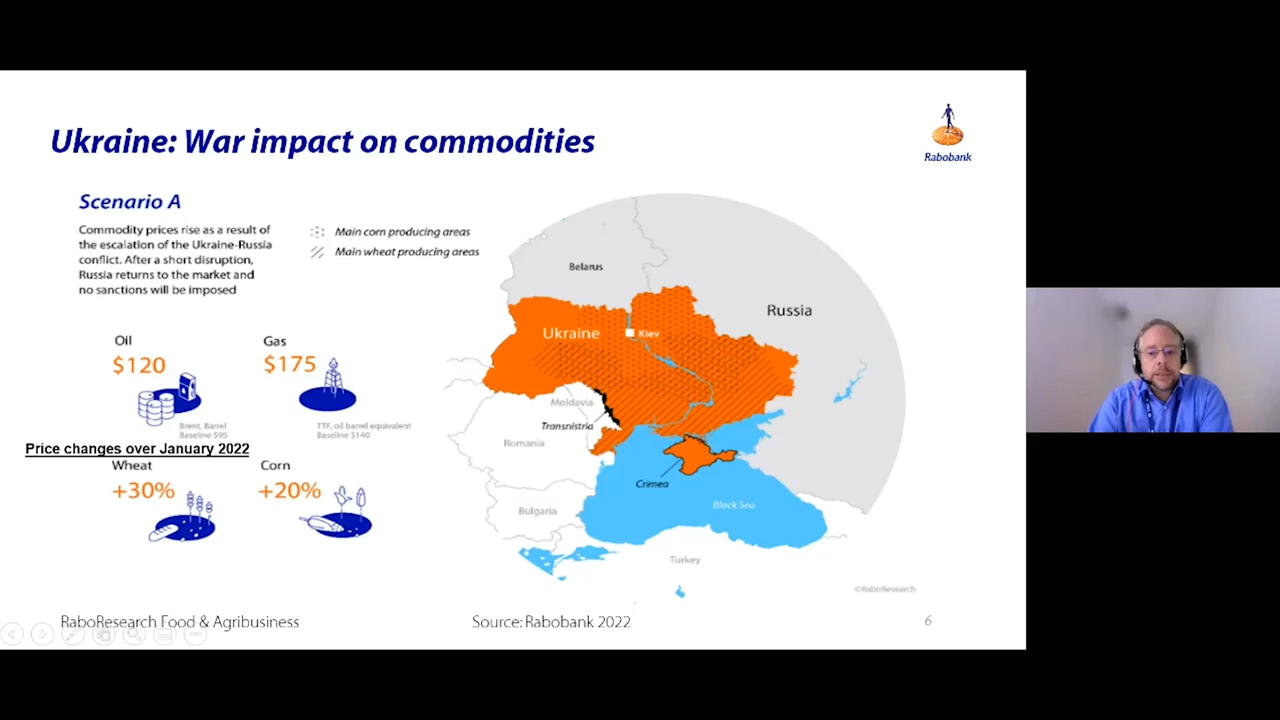 Ukraine: War impact on commodities
Rabobank
Scenario A
Commodity prices rise as a result of
the escalation of the Ukraine-Russia
conflict. After a short disruption,
Russia returns to the market and
no sanctions will be imposed
Main corn producing areas
Main wheat producing areas
Oil
$120
Brent, Barrel
Baseline $95
Gas
$175
TTF, oil barrel equivalent
Baseline $140
Price changes over January 2022
Wheat
+30%
Corn
+20%
Belarus
Russia
Ukraine
Kiev
Moldavia
Transnistria
Romania
Crimea
Bulgaria
Black Sea
Turkey
©RaboResearch
RaboResearch Food & Agribusiness
Source: Rabobank 2022
6